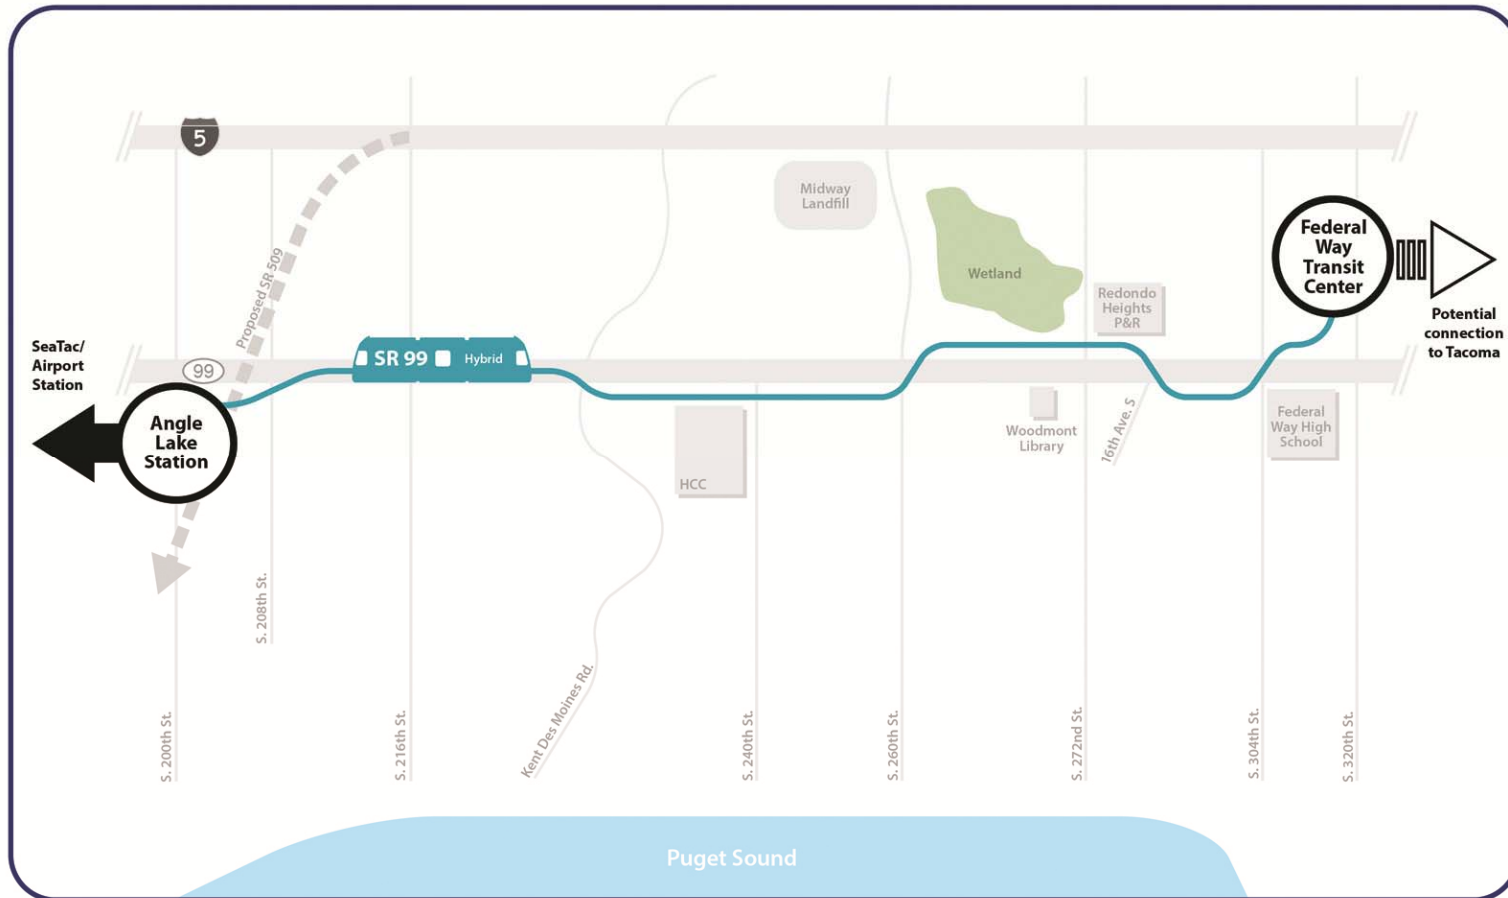 5
Midway
Landfill
Federal
Way
Transit
Center
Wetland
Proposed SR 509
Redondo
Heights
P&R
Potential
connection
to Tacoma
SeaTac/
Airport
Station
99
SR 99 Hybrid
Angle
Lake
Station
HCC
Woodmont
Library
16th Ave. S
Federal
Way High
School
S. 200th St.
S. 208th St.
S. 216th St.
Kent Des Moines Rd.
S. 240th St.
S. 260th St.
S. 272nd St.
S. 304th St.
S. 320th St.
Puget Sound